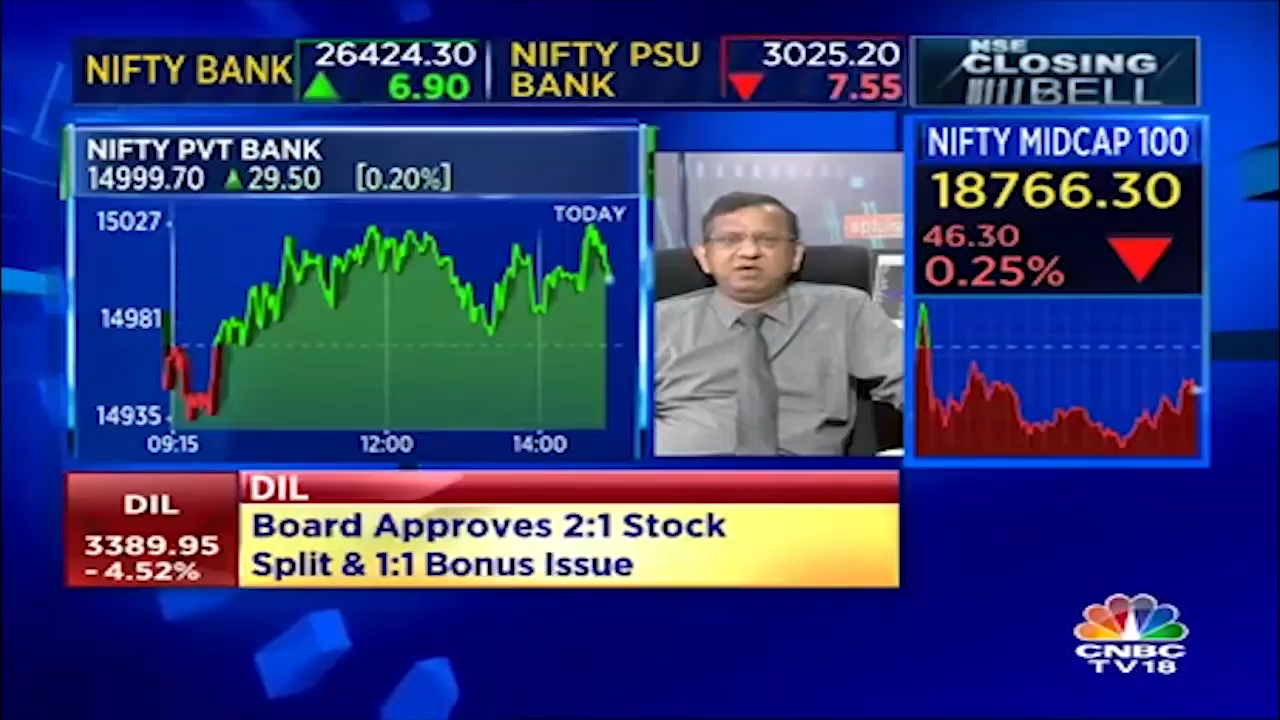 NIFTY BANK
26424.30
6.90
NIFTY PSU
BANK
3025.20
7.55
NSE
CLOSING
BELL
NIFTY PVT BANK
14999.70 29.50 [0.20%]
TODAY
15027
14981
14935
09:15 12:00 14:00
NIFTY MIDCAP 100
18766.30
46.30
0.25%
DIL
3389.95
- 4.52%
DIL
Board Approves 2:1 Stock
Split & 1:1 Bonus Issue
CNBC
TV18